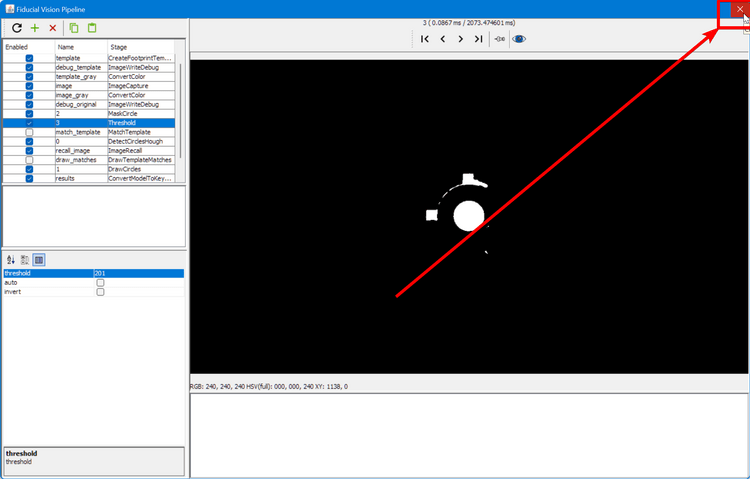 Fiducial Vision Pipeline
3 ( 0.0867 ms / 2073.474601 ms)
Enabled Name Stage
template CreateFootprintTem...
debug_template ImageWriteDebug
template_gray ConvertColor
image ImageCapture
image_gray ConvertColor
debug_original ImageWriteDebug
2 MaskCircle
3 Threshold
match_template MatchTemplate
0 DetectCirclesHough
recall_image ImageRecall
draw_matches DrawTemplateMatches
1 DrawCircles
results ConvertModelToKey...
threshold 201
auto
invert
RGB: 240, 240, 240 HSV(full): 000, 000, 240 XY: 1138, 0
threshold
threshold